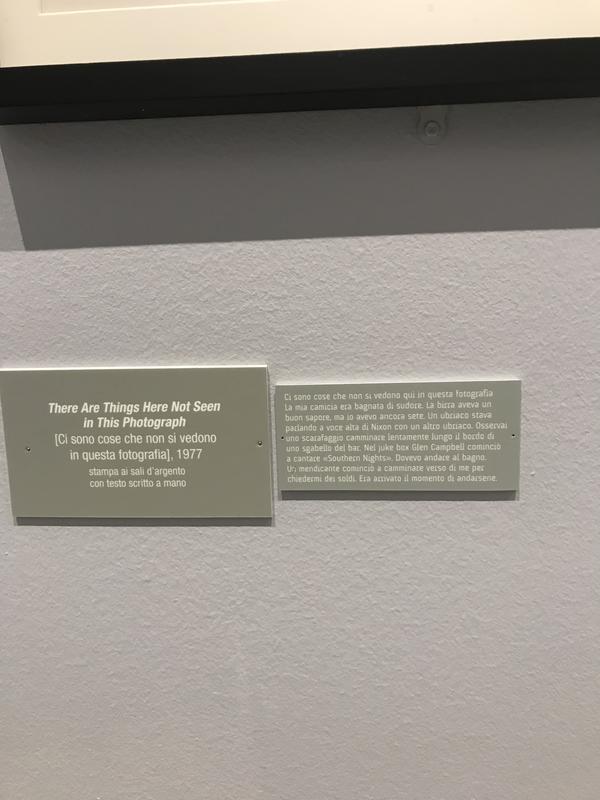 There Are Things Here Not Seen
in This Photograph
[Ci sono cose che non si vedono
in questa fotografia], 1977
stampa ai sali d'argento
con testo scritto a mano
Ci sono cose che non si vedono qui in questa fotografia
La mia camicia era bagnata di sudore. La birra aveva un
buon sapore, ma io avevo ancora sete. Un ubriaco stava
parlando a voce alta di Nixon con un altro ubriaco. Osservai
uno scarafaggio camminare lentamente lungo il bordo di
uno sgabello del bar. Nel juke box Glen Campbell cominciò
a cantare «Southern Nights». Dovevo andare al bagno.
Un mendicante cominciò a camminare verso di me per
chiedermi dei soldi. Era arrivato il momento di andarsene.